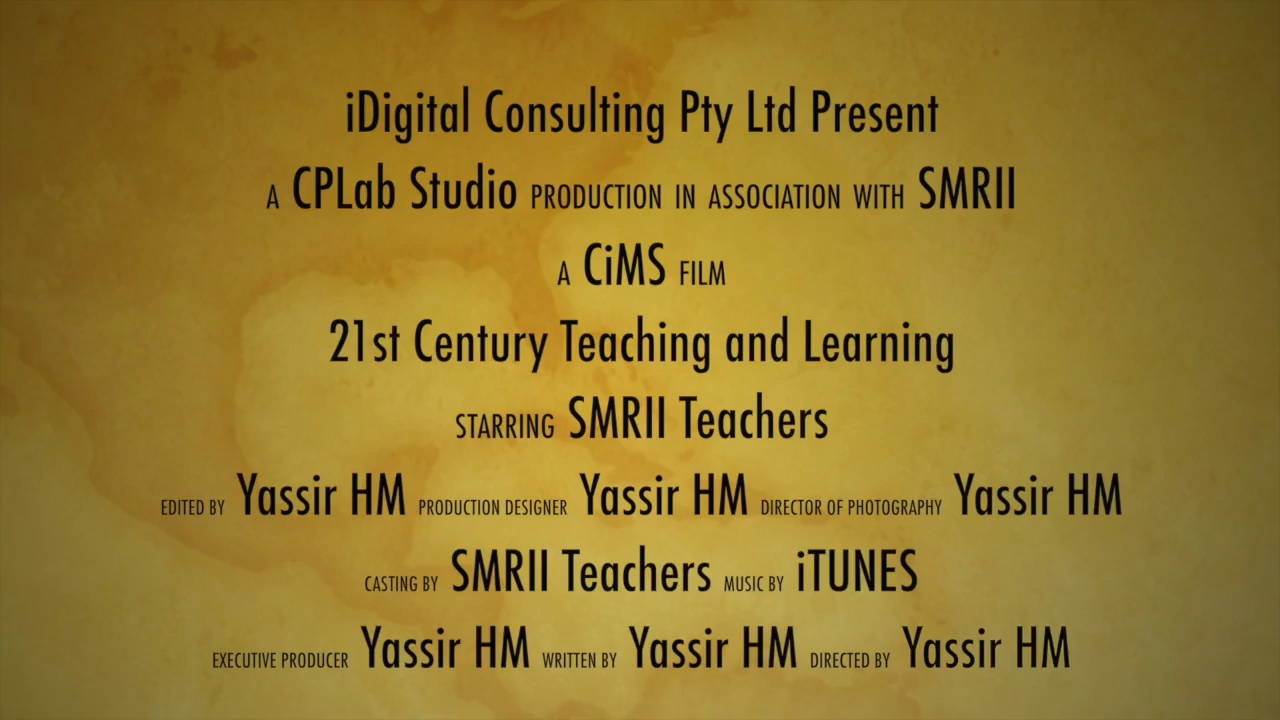 iDigital Consulting Pty Ltd Present
A CPLab Studio PRODUCTION IN ASSOCIATION WITH SMRII
A CiMS FILM
21st Century Teaching and Learning
STARRING SMRII Teachers
EDITED BY Yassir HM PRODUCTION DESIGNER Yassir HM DIRECTOR OF PHOTOGRAPHY Yassir HM
CASTING BY SMRII Teachers MUSIC BY iTUNES
EXECUTIVE PRODUCER Yassir HM WRITTEN BY Yassir HM DIRECTED BY Yassir HM